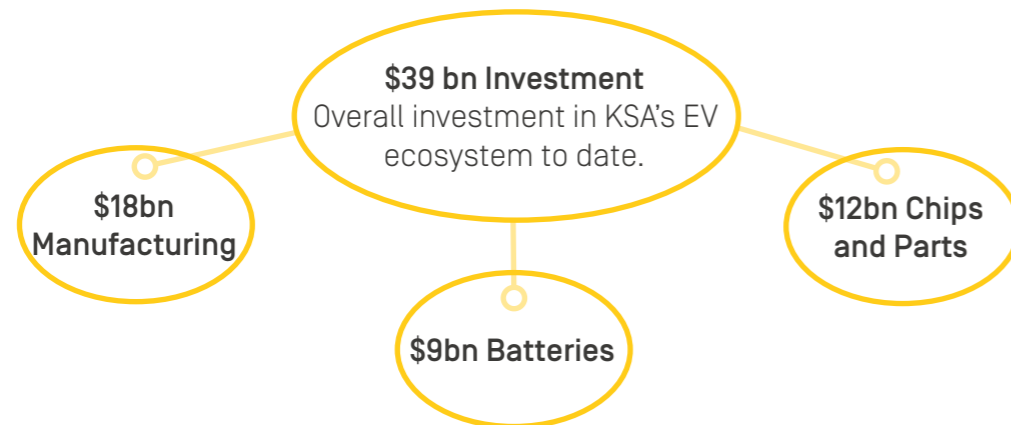 $39 bn Investment
Overall investment in KSA's EV
ecosystem to date.
$18bn
Manufacturing
$12bn Chips
and Parts
$9bn Batteries